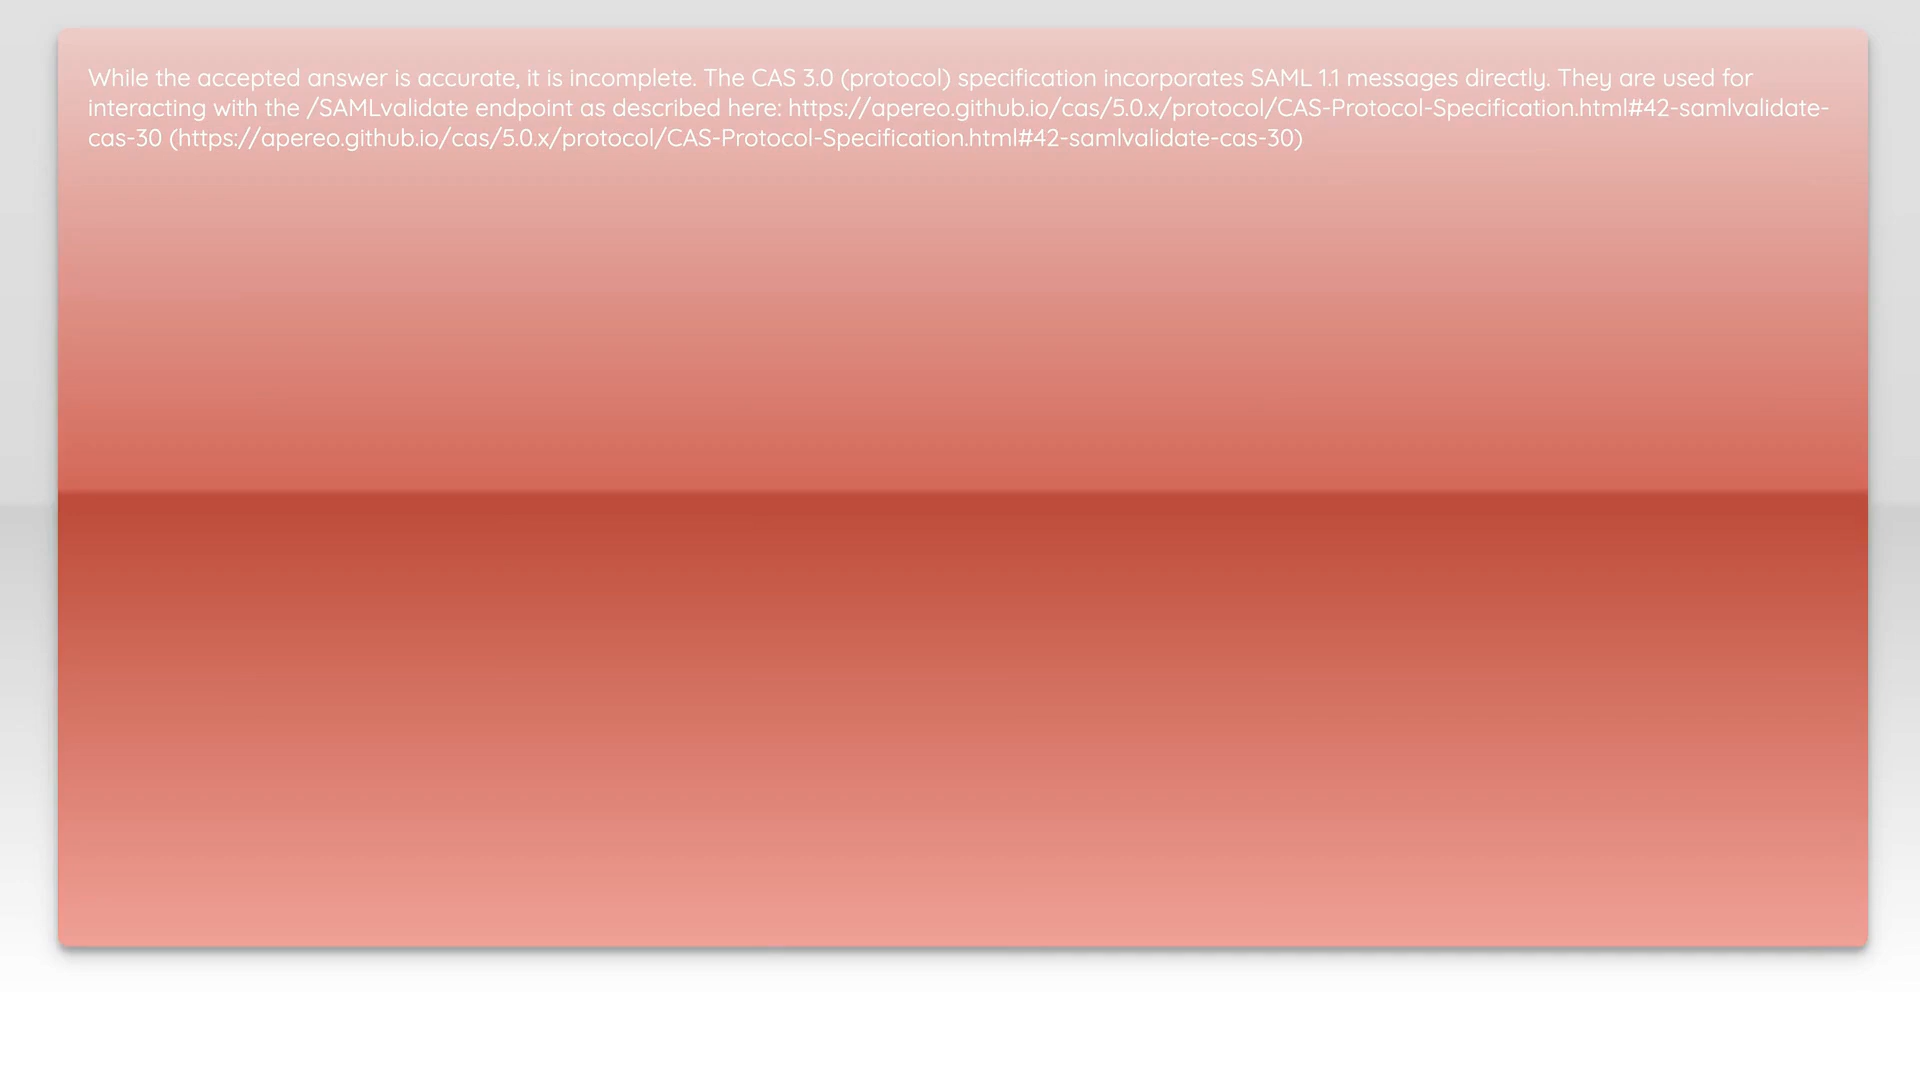 While the accepted answer is accurate, it is incomplete. The CAS 3.0 (protocol) specification incorporates SAML 1.1 messages directly. They are used for
interacting with the /SAMLvalidate endpoint as described here: https://apereo.github.io/cas/5.0.x/protocol/CAS-Protocol-Specification.html#42-samlvalidate-
cas-30 (https://apereo.github.io/cas/5.0.x/protocol/CAS-Protocol-Specification.html#42-samlvalidate-cas-30)